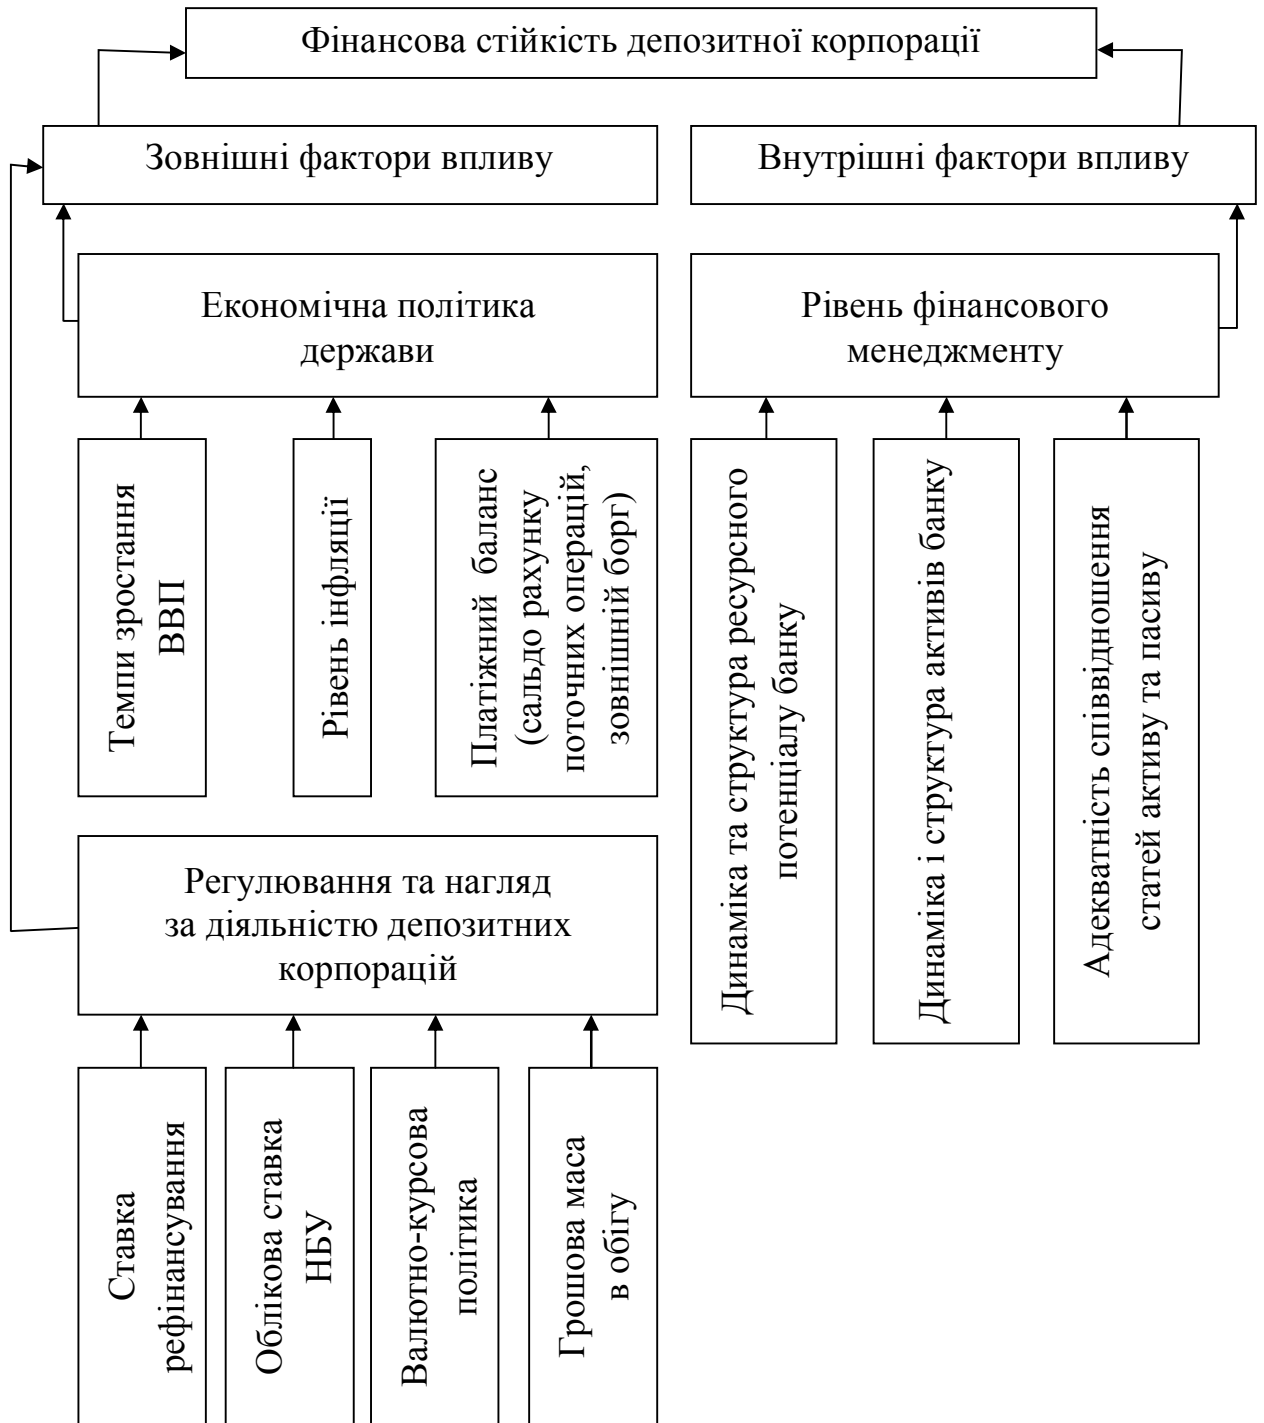 Фінансова стійкість депозитної корпорації
Зовнішні фактори впливу
Внутрішні фактори впливу
Економічна політика
держави
Рівень фінансового
менеджменту
Темпи зростання
ВВП
Рівень інфляції
Платіжний баланс
(сальдо рахунку
поточних операцій,
зовнішній борг)
Динаміка та структура ресурсного
потенціалу банку
Динаміка і структура активів банку
Адекватність співвідношення
статей активу та пасиву
Регулювання та нагляд
за діяльністю депозитних
корпорацій
Ставка
рефінансування
Облікова ставка
НБУ
Валютно-курсова
політика
Грошова маса
в обігу